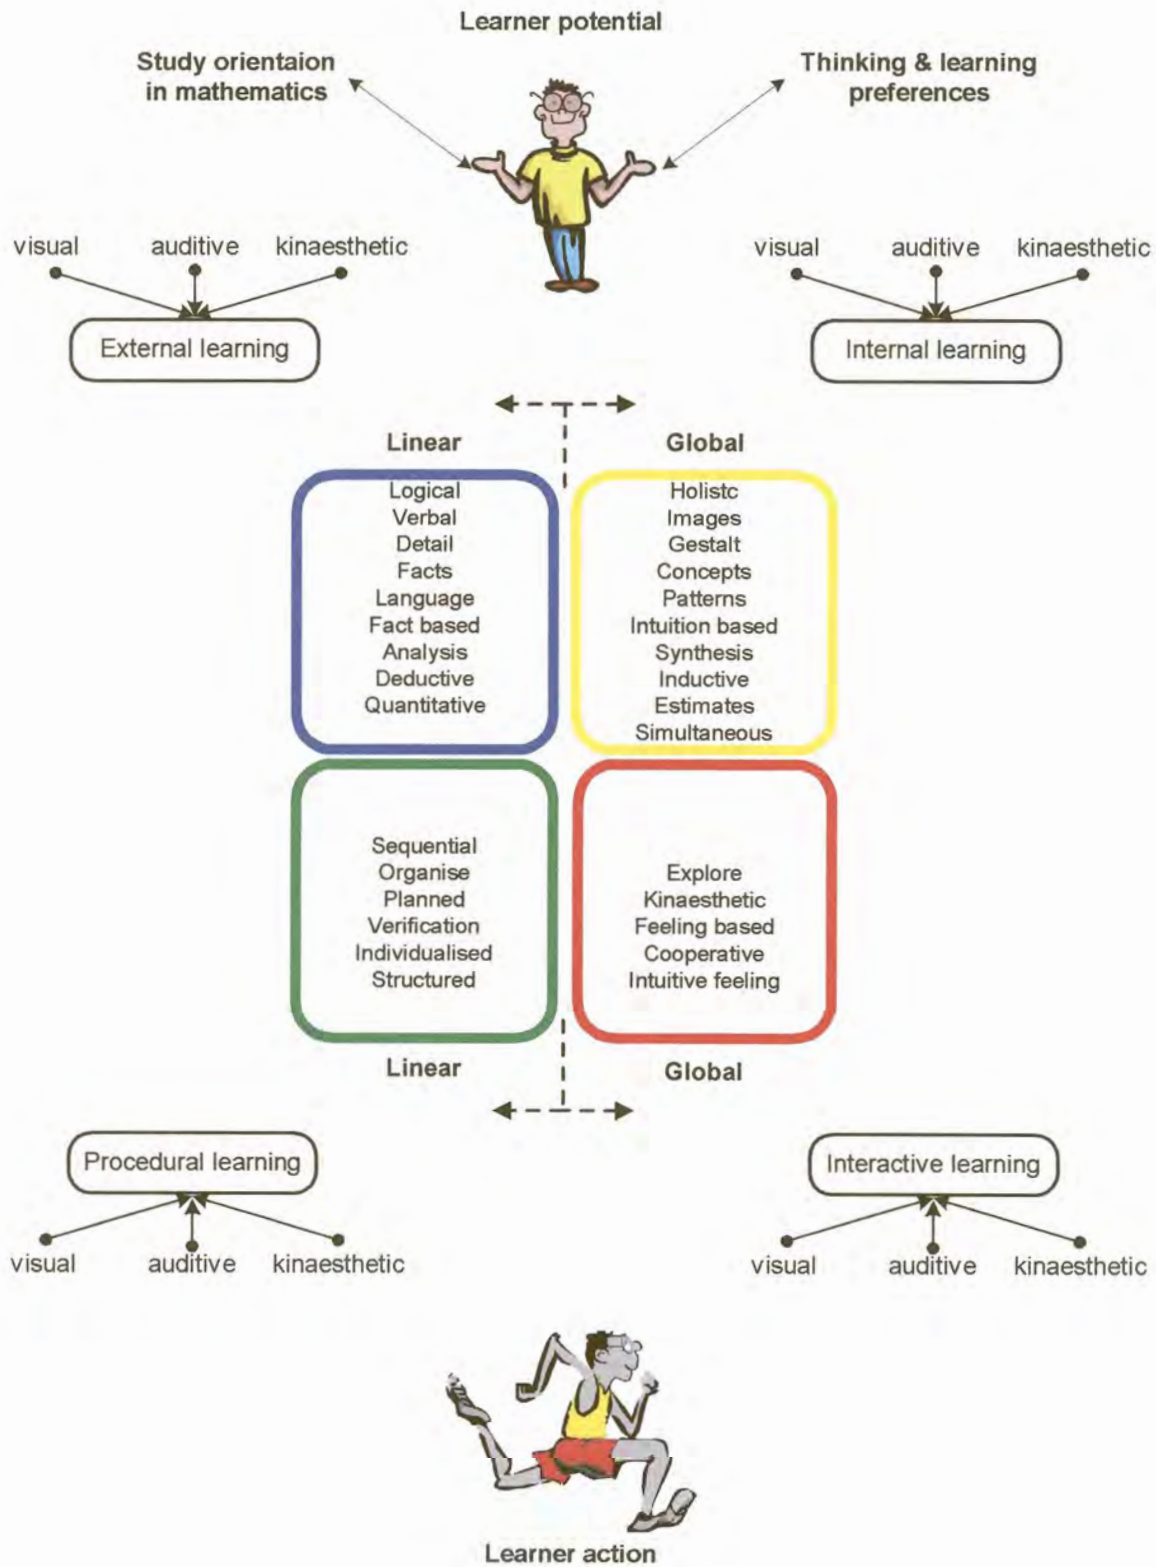 Learner potential
Study orientaion
in mathematics
Thinking & learning
preferences
visual auditive kinaesthetic
External learning
visual auditive kinaesthetic
Internal learning
Linear
Logical
Verbal
Detail
Facts
Language
Fact based
Analysis
Deductive
Quantitative
Global
Holistc
Images
Gestalt
Concepts
Patterns
Intuition based
Synthesis
Inductive
Estimates
Simultaneous
Sequential
Organise
Planned
Verification
Individualised
Structured
Linear
Explore
Kinaesthetic
Feeling based
Cooperative
Intuitive feeling
Global
Procedural learning
visual auditive kinaesthetic
Interactive learning
visual auditive kinaesthetic
Learner action